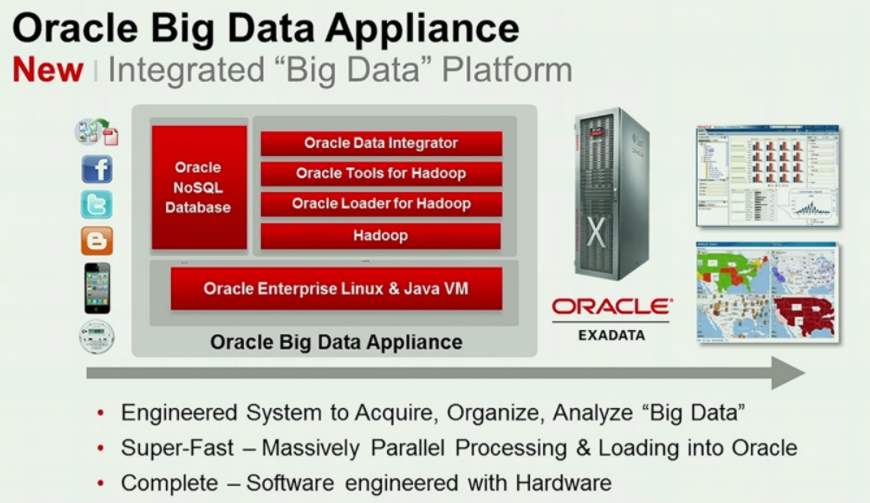 Oracle Big Data Appliance
New | Integrated “Big Data” Platform
Oracle
NoSQL
Database
Oracle Data Integrator
Oracle Tools for Hadoop
Oracle Loader for Hadoop
Hadoop
Oracle Enterprise Linux & Java VM
Oracle Big Data Appliance
X
ORACLE
EXADATA
ORACLE
• Engineered System to Acquire, Organize, Analyze “Big Data”
• Super-Fast – Massively Parallel Processing & Loading into Oracle
• Complete – Software engineered with Hardware